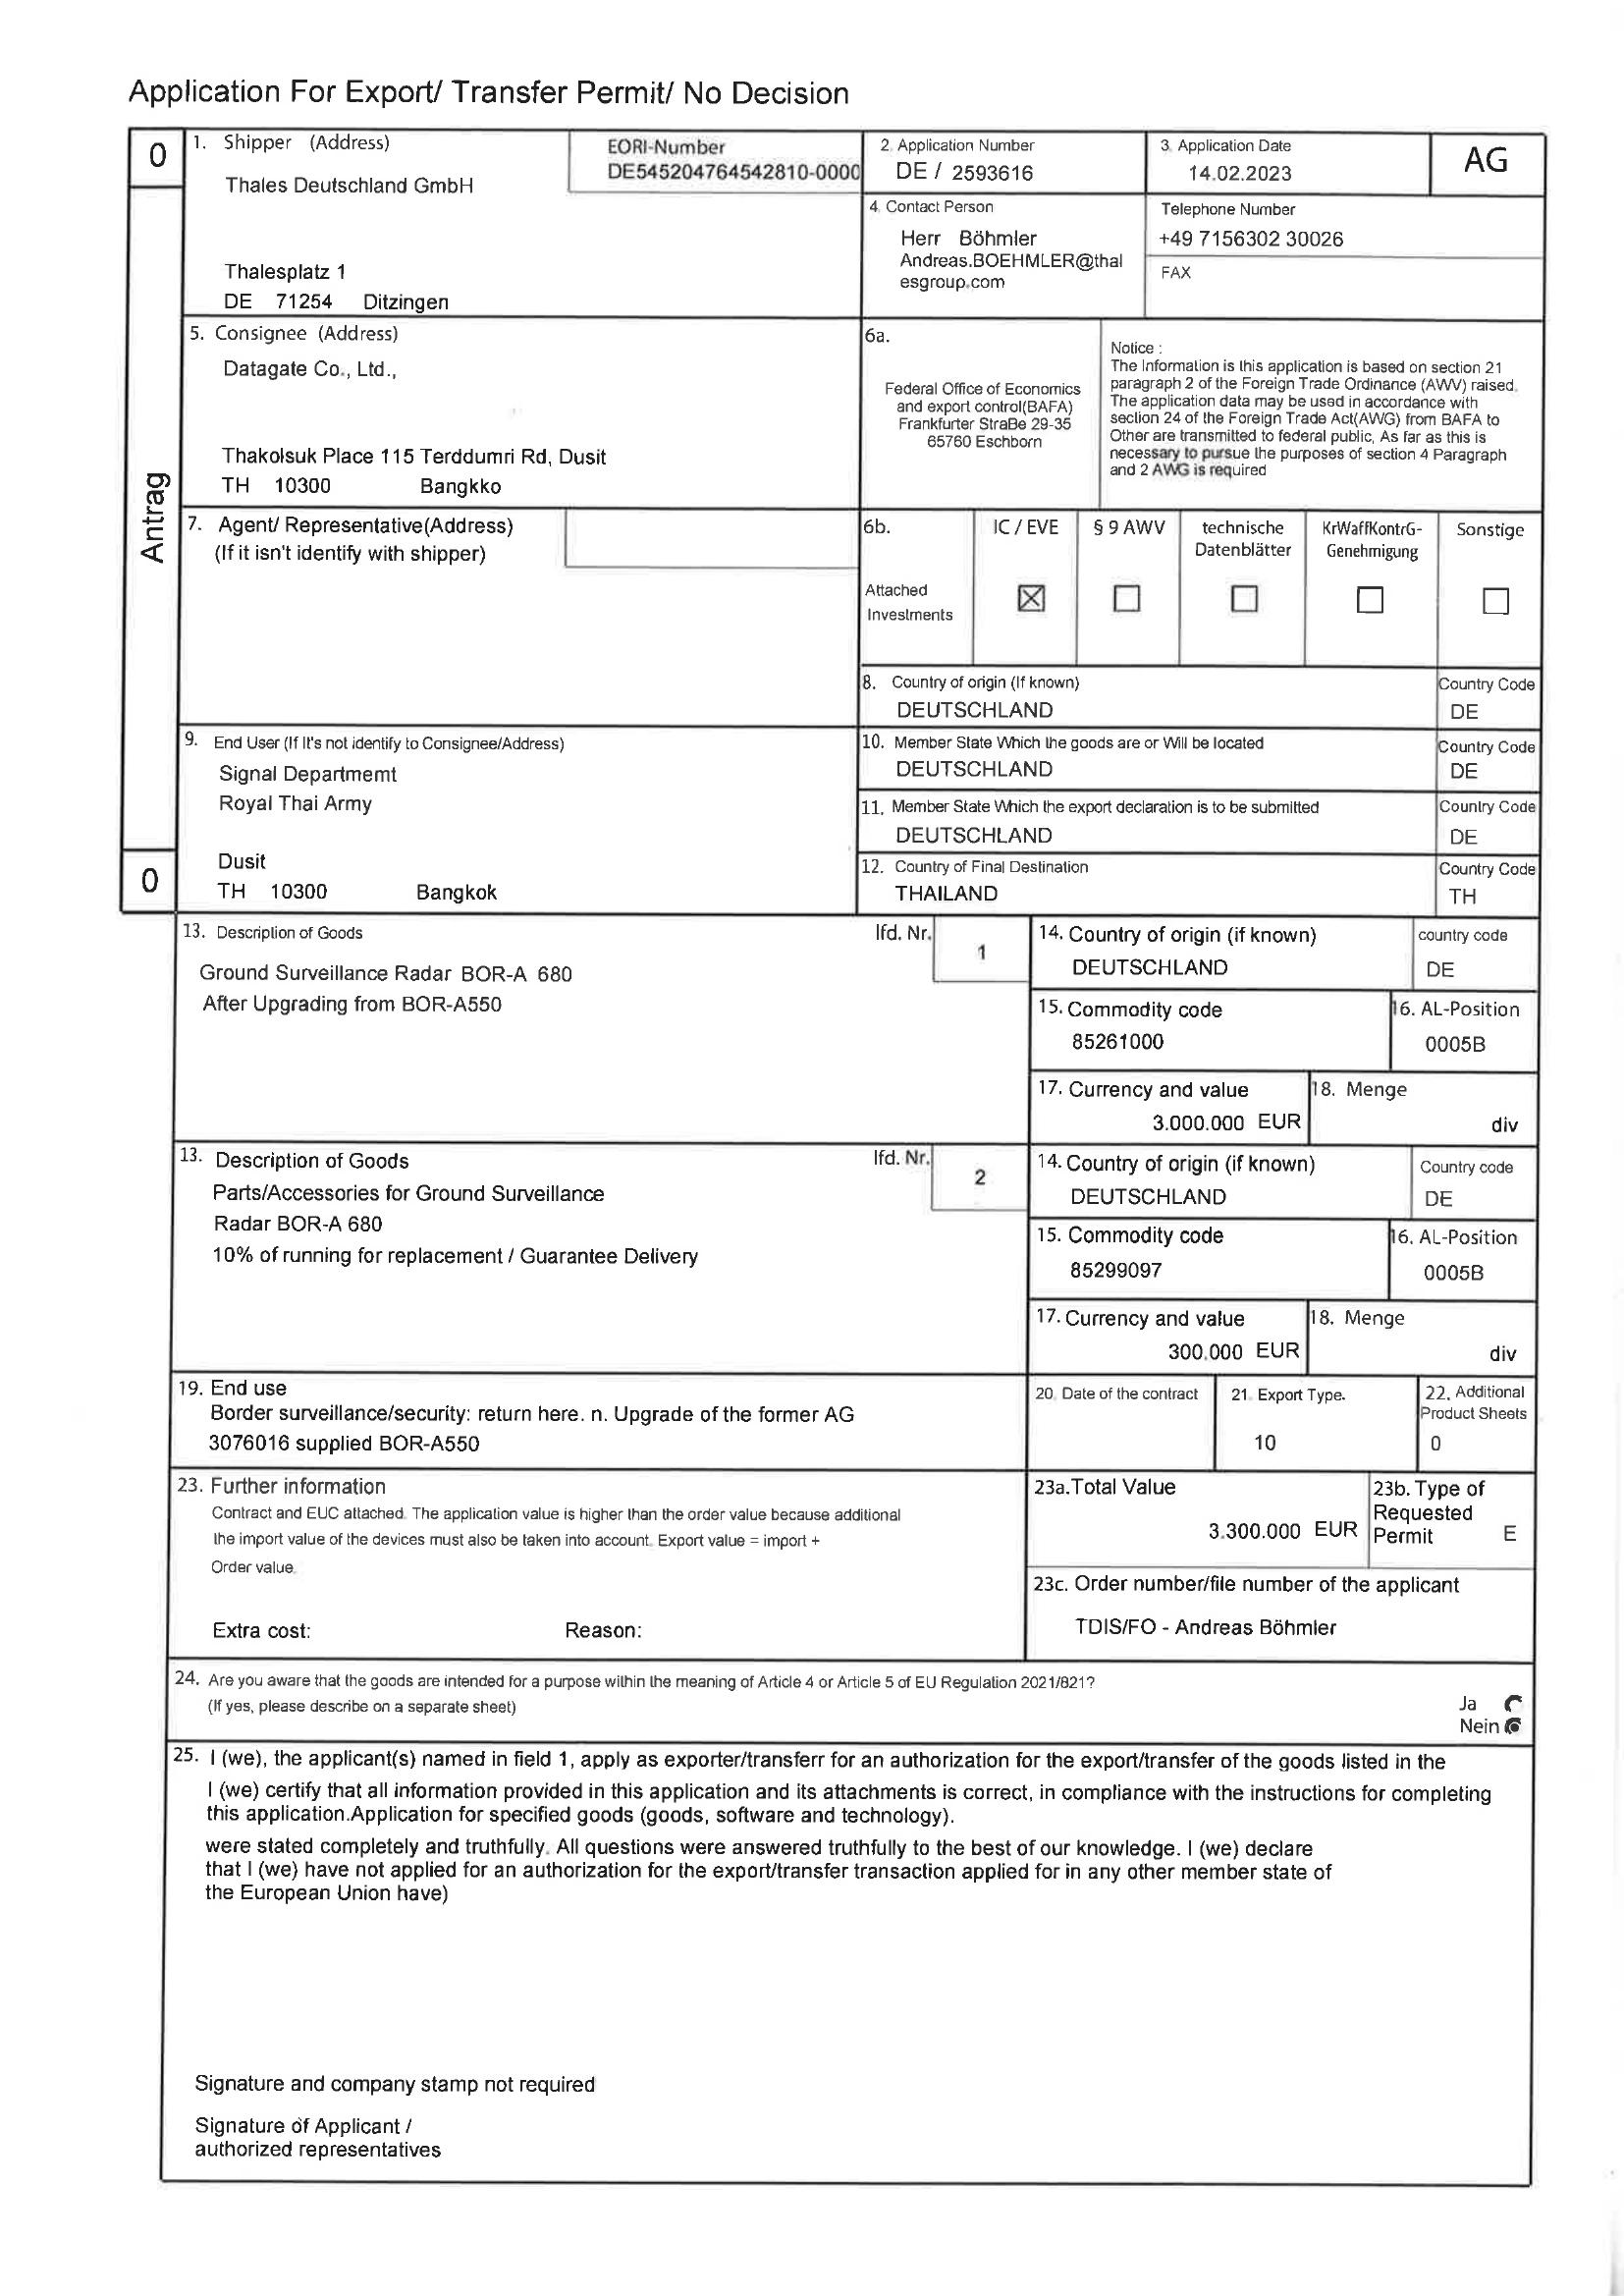 Application For Export/ Transfer Permit/ No Decision
0
Antrag
0
1. Shipper (Address)
EORI-Number
DE545204764542810-0000
Thales Deutschland GmbH
Thalesplatz 1
DE 71254 Ditzingen
2. Application Number
DE / 2593616
3. Application Date
14.02.2023
AG
4. Contact Person
Herr Böhmler
Andreas.BOEHMLER@thal
esgroup.com
Telephone Number
+49 7156302 30026
FAX
5. Consignee (Address)
Datagate Co., Ltd.,
Thakolsuk Place 115 Terddumri Rd, Dusit
TH 10300 Bangkko
6a.
Federal Office of Economics
and export control(BAFA)
Frankfurter StraBe 29-35
65760 Eschborn
Notice :
The Information is this application is based on section 21
paragraph 2 of the Foreign Trade Ordinance (AWV) raised.
The application data may be used in accordance with
section 24 of the Foreign Trade Act(AWG) from BAFA to
Other are transmitted to federal public, As far as this is
necessary to pursue the purposes of section 4 Paragraph
and 2 AWG is required
7. Agent/ Representative(Address)
(If it isn't identify with shipper)
6b.
IC / EVE
§ 9 AWV
technische
Datenblätter
KrWaffKontrG-
Genehmigung
Sonstige
Attached
Investments
8. Country of origin (If known)
DEUTSCHLAND
Country Code
DE
9. End User (If It's not identify to Consignee/Address)
Signal Departmemt
Royal Thai Army
Dusit
TH 10300 Bangkok
10. Member State Which the goods are or Will be located
DEUTSCHLAND
Country Code
DE
11. Member State Which the export declaration is to be submitted
DEUTSCHLAND
Country Code
DE
12. Country of Final Destination
THAILAND
Country Code
TH
13. Description of Goods
lfd. Nr.
1
Ground Surveillance Radar BOR-A 680
After Upgrading from BOR-A550
14. Country of origin (if known)
DEUTSCHLAND
country code
DE
15. Commodity code
85261000
16. AL-Position
0005B
17. Currency and value
3.000.000 EUR
18. Menge
div
13. Description of Goods
lfd. Nr.
2
Parts/Accessories for Ground Surveillance
Radar BOR-A 680
10% of running for replacement / Guarantee Delivery
14. Country of origin (if known)
DEUTSCHLAND
Country code
DE
15. Commodity code
85299097
16. AL-Position
0005B
17. Currency and value
300.000 EUR
18. Menge
div
19. End use
Border surveillance/security: return here. n. Upgrade of the former AG
3076016 supplied BOR-A550
20. Date of the contract
21. Export Type.
10
22. Additional
Product Sheets
0
23. Further information
Contract and EUC attached. The application value is higher than the order value because additional
the import value of the devices must also be taken into account. Export value = import +
Order value.
Extra cost: Reason:
23a.Total Value
3.300.000 EUR
23b. Type of
Requested
Permit E
23c. Order number/file number of the applicant
TDIS/FO - Andreas Böhmler
24. Are you aware that the goods are intended for a purpose within the meaning of Article 4 or Article 5 of EU Regulation 2021/821?
(If yes, please describe on a separate sheet)
Ja
Nein
25. I (we), the applicant(s) named in field 1, apply as exporter/transferr for an authorization for the export/transfer of the goods listed in the
I (we) certify that all information provided in this application and its attachments is correct, in compliance with the instructions for completing
this application.Application for specified goods (goods, software and technology).
were stated completely and truthfully. All questions were answered truthfully to the best of our knowledge. I (we) declare
that I (we) have not applied for an authorization for the export/transfer transaction applied for in any other member state of
the European Union have)
Signature and company stamp not required
Signature of Applicant /
authorized representatives